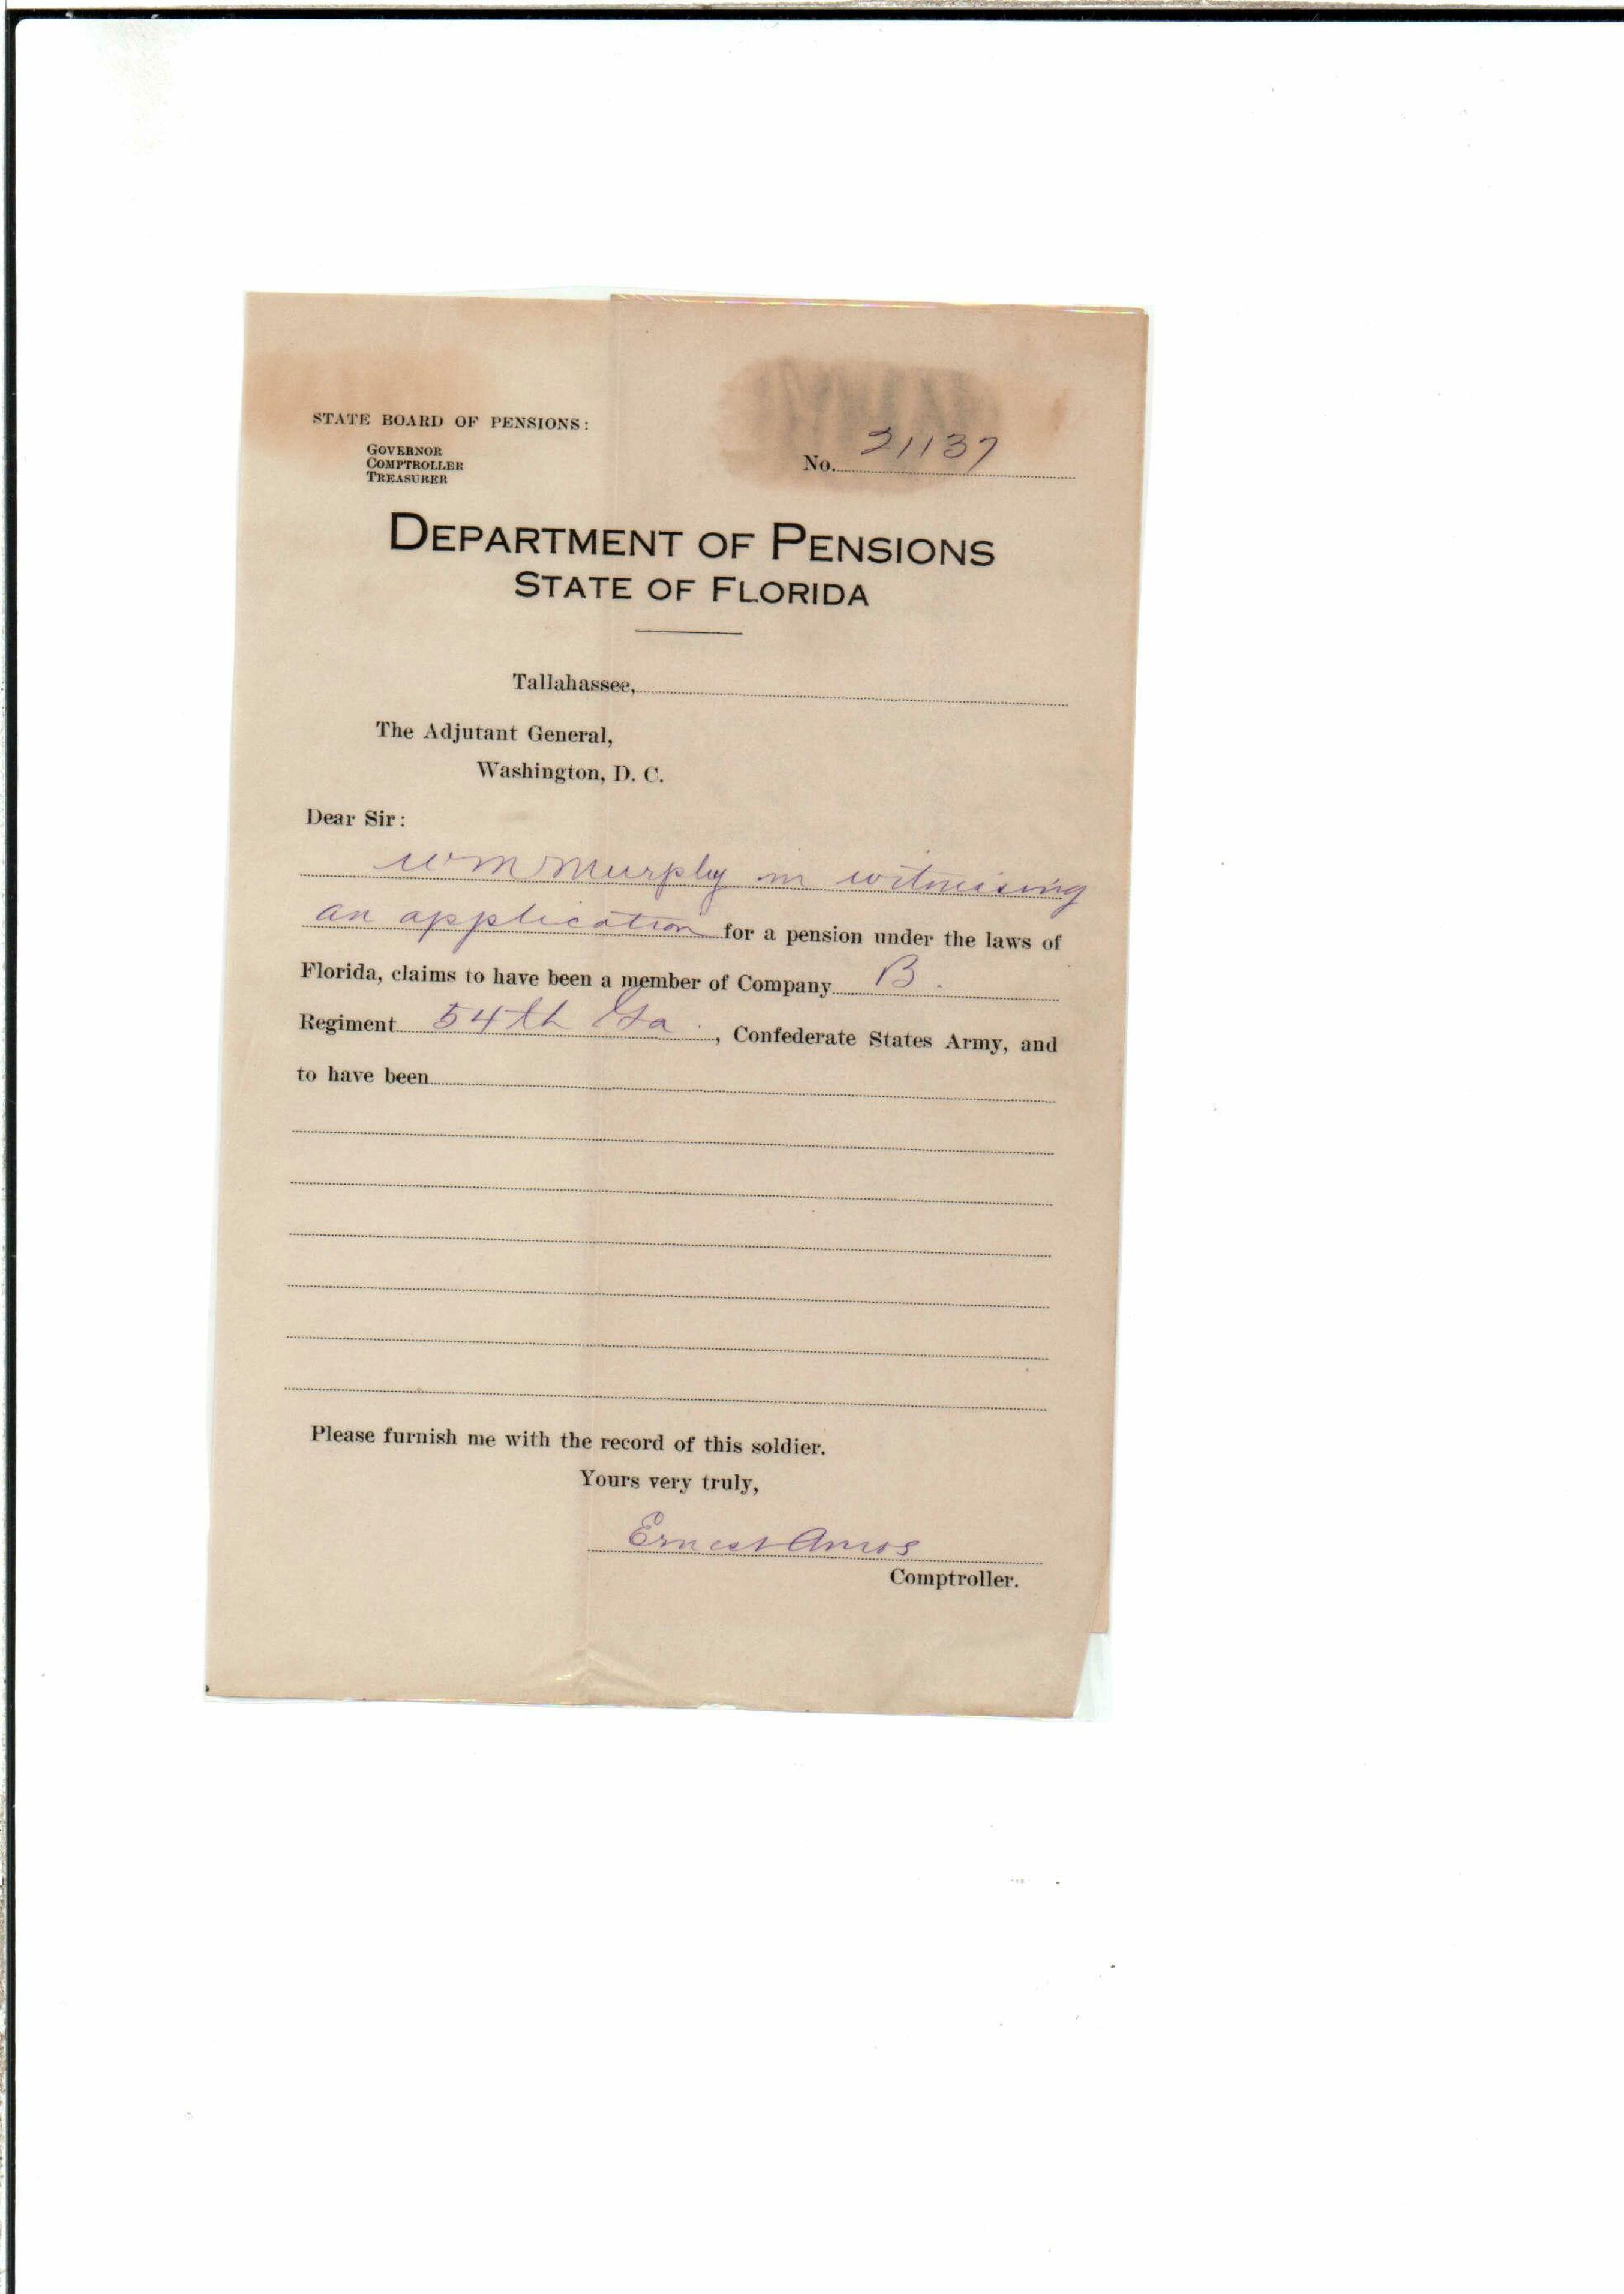 STATE BOARD OF PENSIONS:
GOVERNOR
COMPTROLLER
TREASURER
No. 21137
DEPARTMENT OF PENSIONS
STATE OF FLORIDA
Tallahassee,
The Adjutant General,
Washington, D. C.
Dear Sir:
Wm Murphy in witnissing
an application for a pension under the laws of
Florida, claims to have been a member of Company B.
Regiment 54th Ga., Confederate States Army, and
to have been
Please furnish me with the record of this soldier.
Yours very truly,
Ernest Amos
Comptroller.